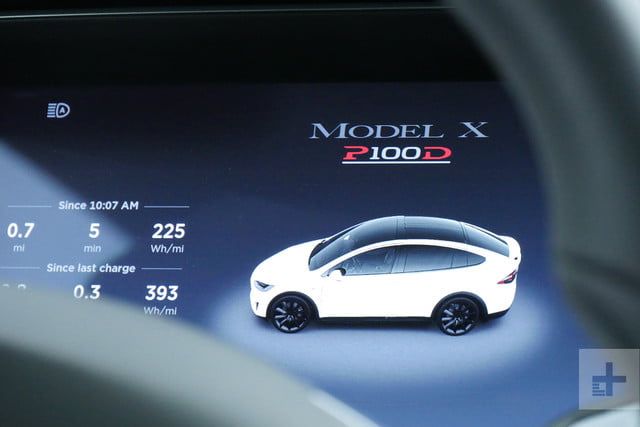 MODEL X
P100D
Since 10:07 AM
0.7 5 225
mi min Wh/mi
Since last charge
0.3 393
Wh/mi